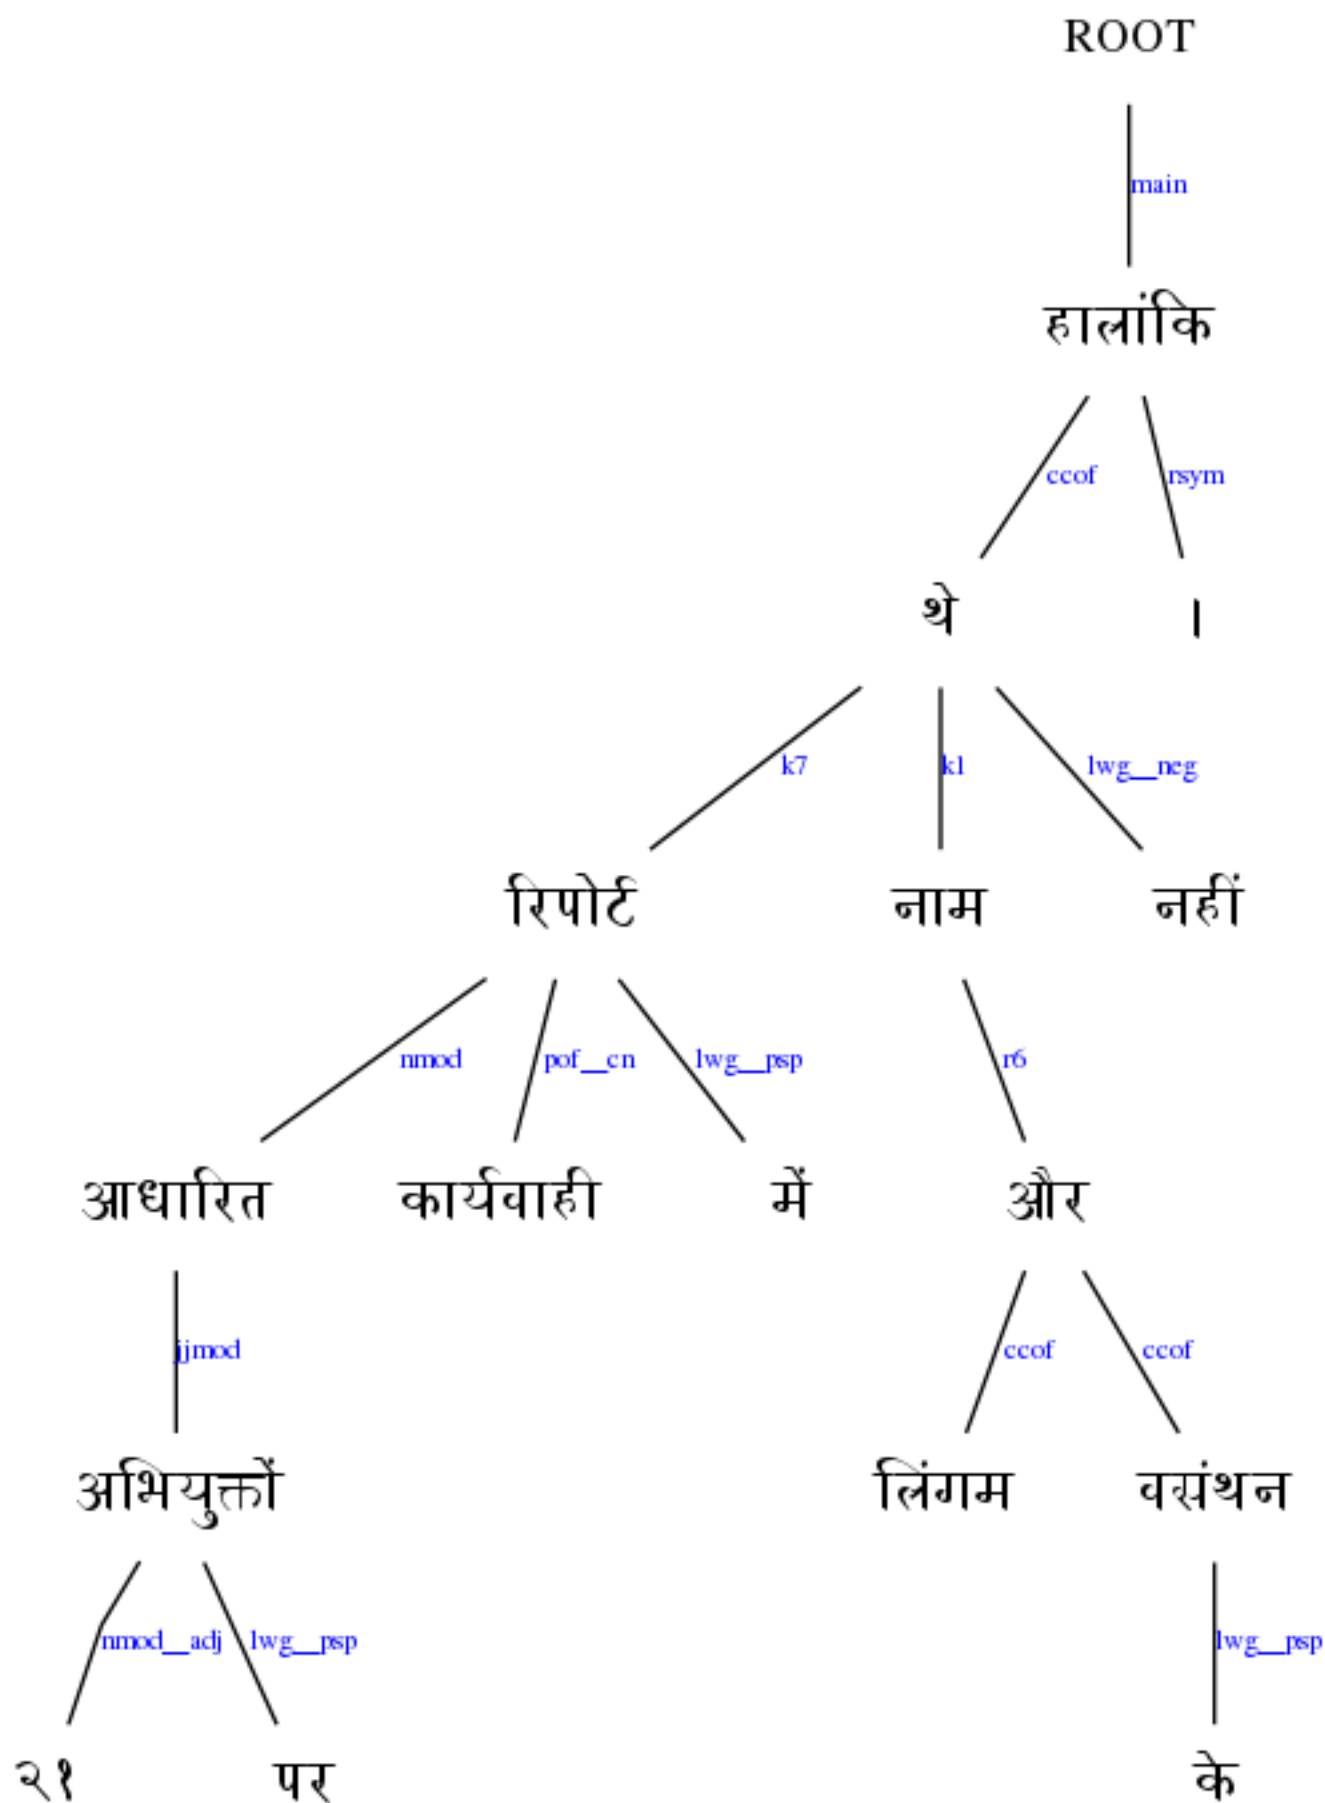 ROOT
main
हालांकि
ccof rsym
थे ।
k7 k1 lwg__neg
रिपोर्ट नाम नहीं
nmod pof__cn lwg__psp r6
आधारित कार्यवाही में और
jjmod ccof ccof
अभियुक्तों लिंगम वसंथन
nmod__adj lwg__psp lwg__psp
२१ पर के